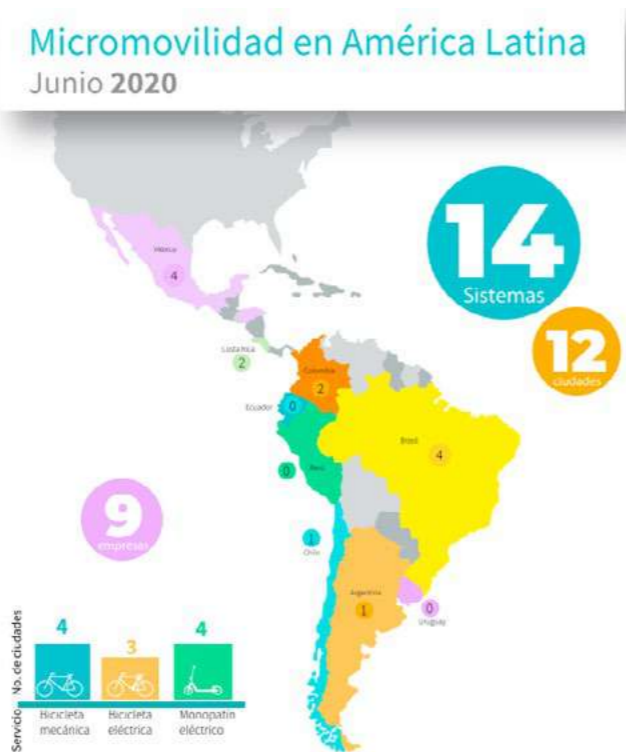 Micromovilidad en América Latina
Junio 2020
14
Sistemas
12
ciudades
México
4
Costa Rica
2
Colombia
2
Ecuador
0
Brasil
4
Perú
0
9
empresas
1
Chile
Argentina
1
0
Uruguay
4
3
4
No. de ciudades
Servicio
Bicicleta
mecánica
Bicicleta
eléctrica
Monopatín
eléctrico